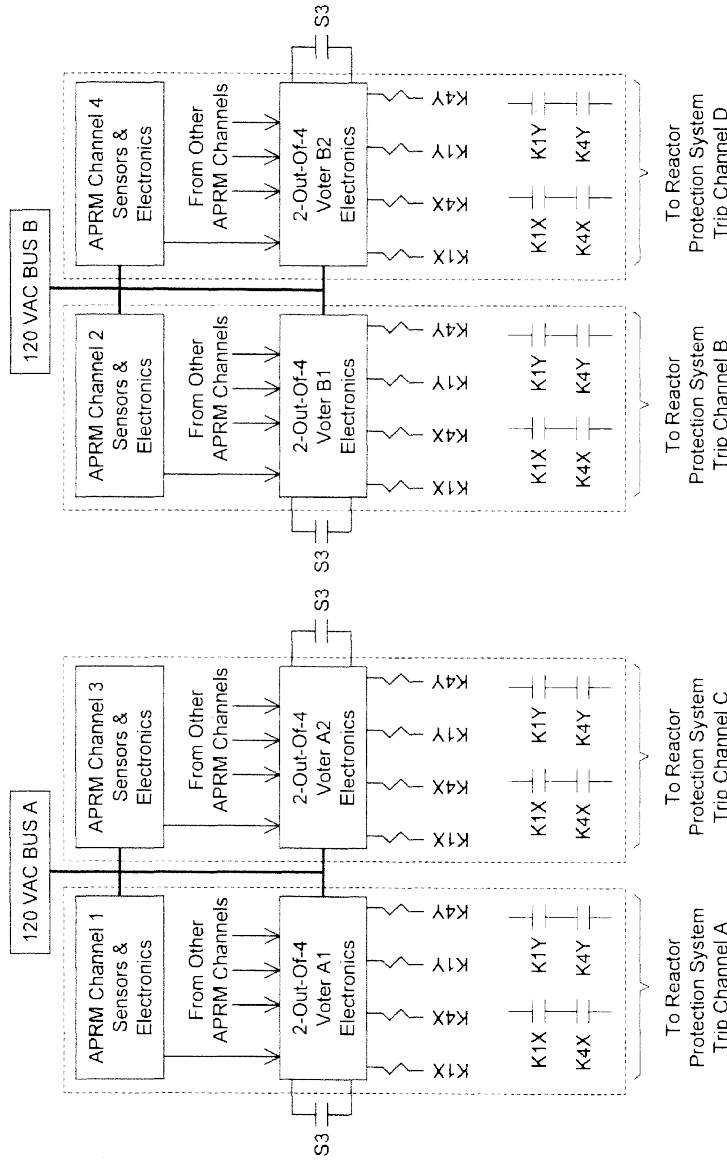 120 VAC BUS A
120 VAC BUS B
APRM Channel 1
Sensors &
Electronics
From Other
APRM Channels
2-Out-Of-4
Voter A1
Electronics
S3
K1X
K4X
K1Y
K4Y
K1X
K1Y
K4X
K4Y
To Reactor
Protection System
Trip Channel A
APRM Channel 3
Sensors &
Electronics
From Other
APRM Channels
2-Out-Of-4
Voter A2
Electronics
S3
K1X
K4X
K1Y
K4Y
K1X
K1Y
K4X
K4Y
To Reactor
Protection System
Trip Channel C
APRM Channel 2
Sensors &
Electronics
From Other
APRM Channels
2-Out-Of-4
Voter B1
Electronics
S3
K1X
K4X
K1Y
K4Y
K1X
K1Y
K4X
K4Y
To Reactor
Protection System
Trip Channel B
APRM Channel 4
Sensors &
Electronics
From Other
APRM Channels
2-Out-Of-4
Voter B2
Electronics
S3
K1X
K4X
K1Y
K4Y
K1X
K1Y
K4X
K4Y
To Reactor
Protection System
Trip Channel D